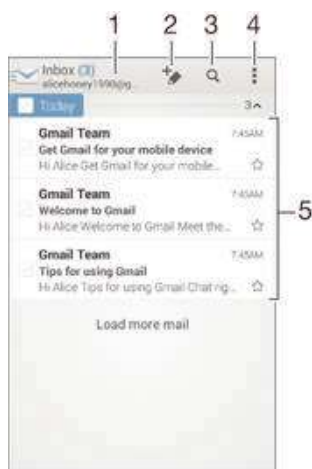 1 2 3 4
Inbox (3)
alicehoney1990@g...
Today 3
Gmail Team 7:45AM
Get Gmail for your mobile device
Hi Alice Get Gmail for your mobile...
Gmail Team 7:45AM
Welcome to Gmail
Hi Alice Welcome to Gmail Meet the...
5
Gmail Team 7:45AM
Tips for using Gmail
Hi Alice Tips for using Gmail Chat rig...
Load more mail